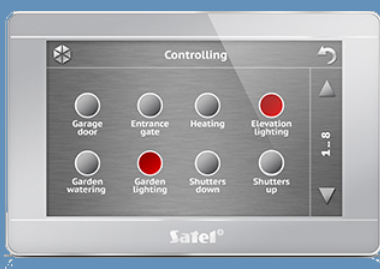 Controlling
Garage
door
Entrance
gate
Heating
Elevation
lighting
Garden
watering
Garden
lighting
Shutters
down
Shutters
up
1-8
Satel®